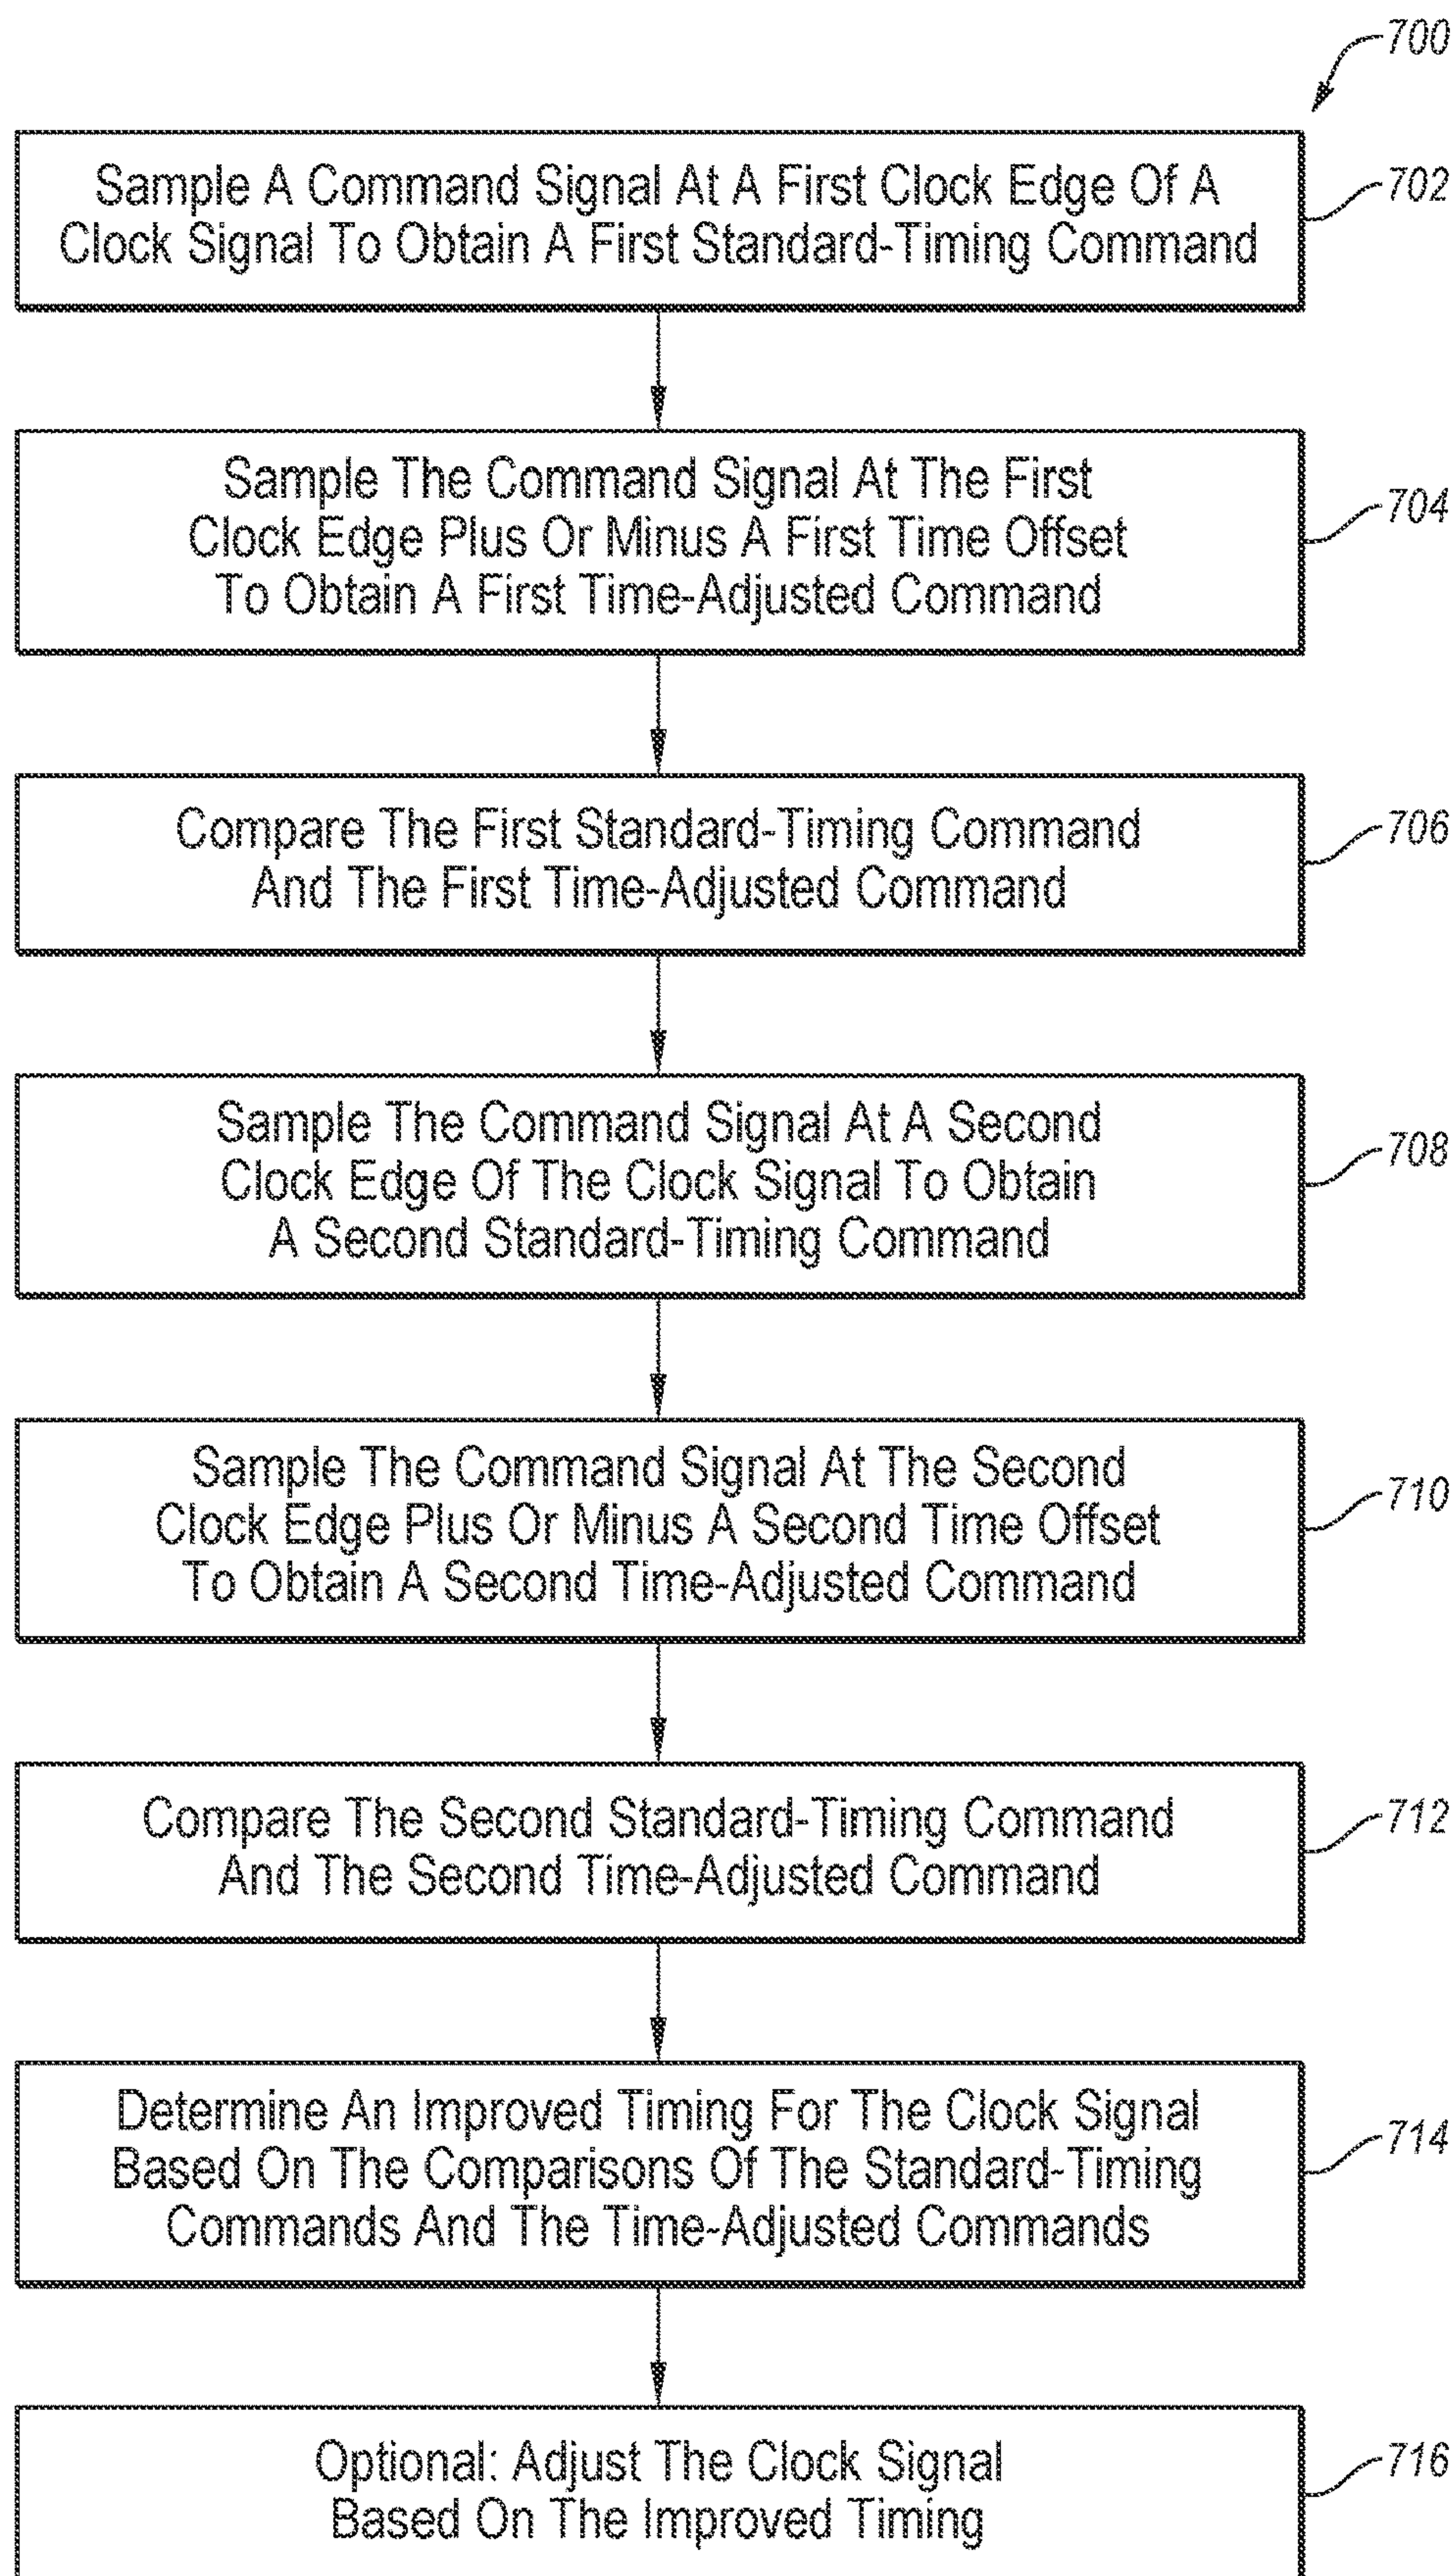 700
Sample A Command Signal At A First Clock Edge Of A
Clock Signal To Obtain A First Standard-Timing Command
702
Sample The Command Signal At The First
Clock Edge Plus Or Minus A First Time Offset
To Obtain A First Time-Adjusted Command
704
Compare The First Standard-Timing Command
And The First Time-Adjusted Command
706
Sample The Command Signal At A Second
Clock Edge Of The Clock Signal To Obtain
A Second Standard-Timing Command
708
Sample The Command Signal At The Second
Clock Edge Plus Or Minus A Second Time Offset
To Obtain A Second Time-Adjusted Command
710
Compare The Second Standard-Timing Command
And The Second Time-Adjusted Command
712
Determine An Improved Timing For The Clock Signal
Based On The Comparisons Of The Standard-Timing
Commands And The Time-Adjusted Commands
714
Optional: Adjust The Clock Signal
Based On The Improved Timing
716